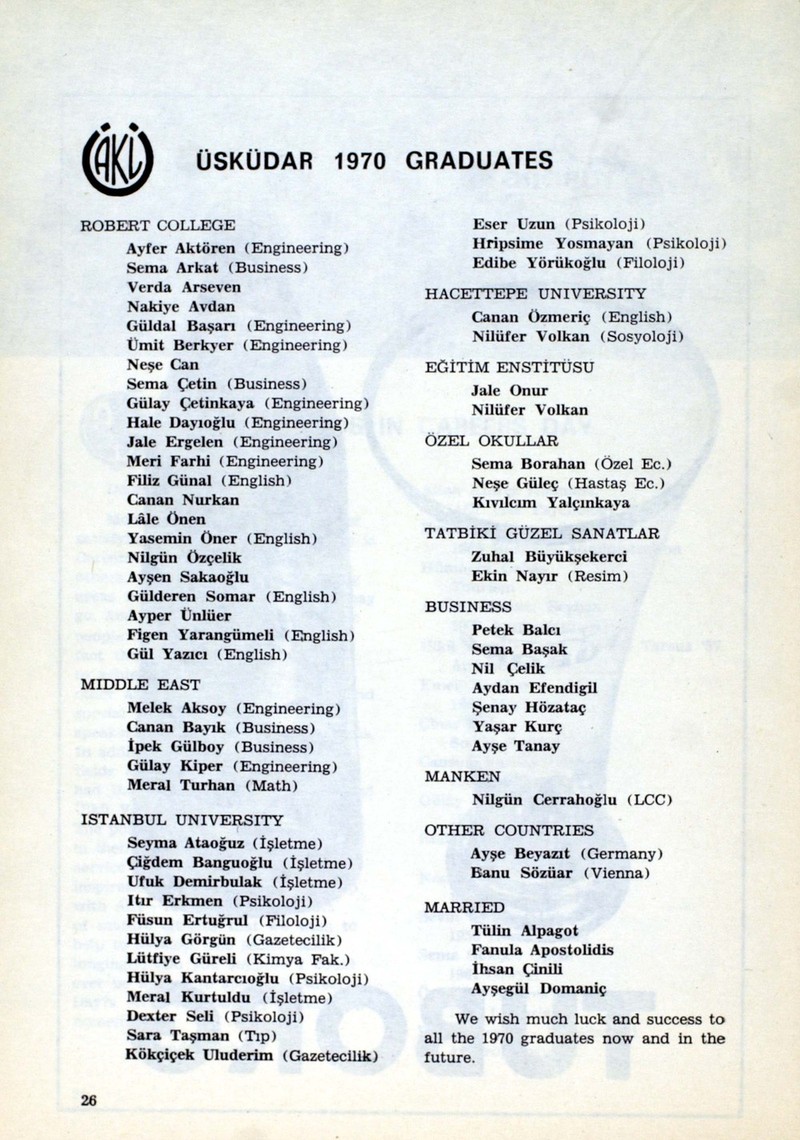 ÜAKL
ÜSKÜDAR 1970 GRADUATES
ROBERT COLLEGE
Ayfer Aktören (Engineering)
Sema Arkat (Business)
Verda Arseven
Nakiye Avdan
Güldal Başarı (Engineering)
Ümit Berkyer (Engineering)
Neşe Can
Sema Çetin (Business)
Gülay Çetinkaya (Engineering)
Hale Dayıoğlu (Engineering)
Jale Ergelen (Engineering)
Meri Farhi (Engineering)
Filiz Günal (English)
Canan Nurkan
Lâle Önen
Yasemin Öner (English)
Nilgün Özçelik
Ayşen Sakaoğlu
Gülderen Somar (English)
Ayper Ünlüer
Figen Yarangümeli (English)
Gül Yazıcı (English)
MIDDLE EAST
Melek Aksoy (Engineering)
Canan Bayık (Business)
İpek Gülboy (Business)
Gülay Kiper (Engineering)
Meral Turhan (Math)
ISTANBUL UNIVERSITY
Seyma Ataoğuz (İşletme)
Çiğdem Banguoğlu (İşletme)
Ufuk Demirbulak (İşletme)
Itır Erkmen (Psikoloji)
Füsun Ertuğrul (Filoloji)
Hülya Görgün (Gazetecilik)
Lütfiye Güreli (Kimya Fak.)
Hülya Kantarcıoğlu (Psikoloji)
Meral Kurtuldu (İşletme)
Dexter Seli (Psikoloji)
Sara Taşman (Tıp)
Kökçiçek Uluderim (Gazetecilik)
Eser Uzun (Psikoloji)
Hripsime Yosmayan (Psikoloji)
Edibe Yörükoğlu (Filoloji)
HACETTEPE UNIVERSITY
Canan Özmeriç (English)
Nilüfer Volkan (Sosyoloji)
EĞİTİM ENSTİTÜSU
Jale Onur
Nilüfer Volkan
ÖZEL OKULLAR
Sema Borahan (Özel Ec.)
Neşe Güleç (Hastaş Ec.)
Kıvılcım Yalçınkaya
TATBİKİ GÜZEL SANATLAR
Zuhal Büyükşekerci
Ekin Nayır (Resim)
BUSINESS
Petek Balcı
Sema Başak
Nil Çelik
Aydan Efendigil
Şenay Hözataç
Yaşar Kurç
Ayşe Tanay
MANKEN
Nilgün Cerrahoğlu (LCC)
OTHER COUNTRIES
Ayşe Beyazıt (Germany)
Banu Sözüar (Vienna)
MARRIED
Tülin Alpagot
Fanula Apostolidis
İhsan Çinili
Ayşegül Domaniç
We wish much luck and success to
all the 1970 graduates now and in the
future.
26